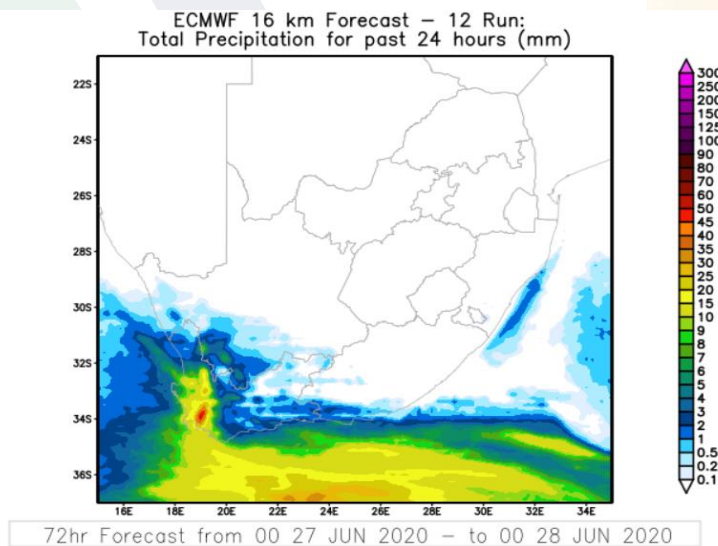 ECMWF 16 km Forecast – 12 Run:
Total Precipitation for past 24 hours (mm)
22S
24S
26S
28S
30S
32S
34S
36S
16E
18E
20E
22E
24E
26E
28E
30E
32E
34E
300
250
200
150
125
100
90
80
70
60
50
45
40
35
30
25
20
15
10
9
8
7
6
5
4
3
2
1
0.5
0.2
0.1
72hr Forecast from 00 27 JUN 2020 – to 00 28 JUN 2020